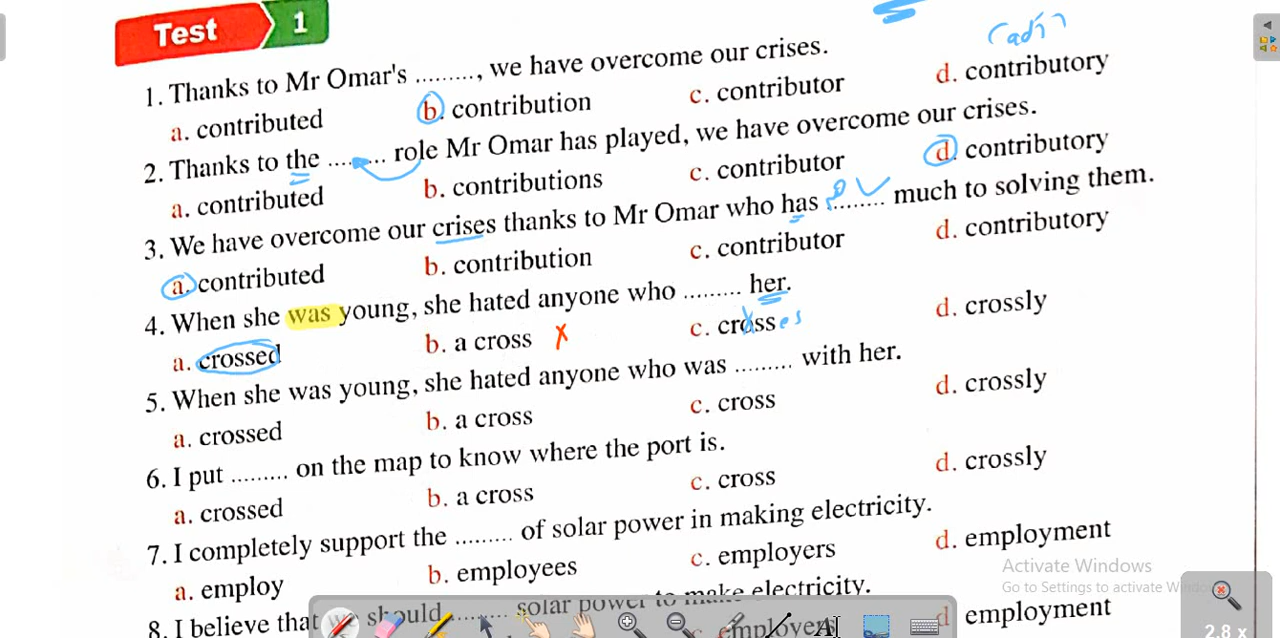 Test 1
(adj)
1. Thanks to Mr Omar's ........., we have overcome our crises.
a. contributed b. contribution c. contributor d. contributory
2. Thanks to the ......... role Mr Omar has played, we have overcome our crises.
a. contributed b. contributions c. contributor d. contributory
3. We have overcome our crises thanks to Mr Omar who has ......... much to solving them.
a. contributed b. contribution c. contributor d. contributory
4. When she was young, she hated anyone who ......... her.
a. crossed b. a cross c. cross es d. crossly
5. When she was young, she hated anyone who was ......... with her.
a. crossed b. a cross c. cross d. crossly
6. I put ......... on the map to know where the port is.
a. crossed b. a cross c. cross d. crossly
7. I completely support the ......... of solar power in making electricity.
a. employ b. employees c. employers d. employment
8. I believe that we should ......... solar power to make electricity.
employers d employment
Activate Windows
Go to Settings to activate Windows
2.8 x